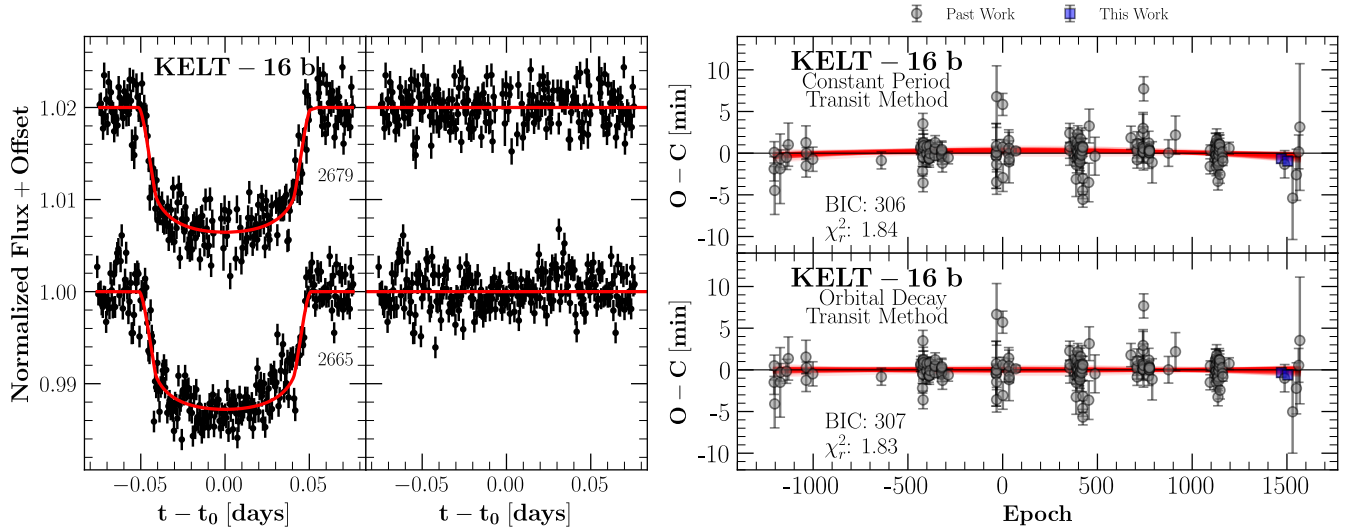 Past Work This Work
KELT − 16 b
2679
2665
Normalized Flux + Offset
1.02
1.01
1.00
0.99
−0.05 0.00 0.05
−0.05 0.00 0.05
t − t₀ [days]
t − t₀ [days]
KELT − 16 b
Constant Period
Transit Method
BIC: 306
χ²ᵣ: 1.84
O − C [min]
10
5
0
-5
-10
KELT − 16 b
Orbital Decay
Transit Method
BIC: 307
χ²ᵣ: 1.83
O − C [min]
10
5
0
-5
-10
-1000 -500 0 500 1000 1500
Epoch